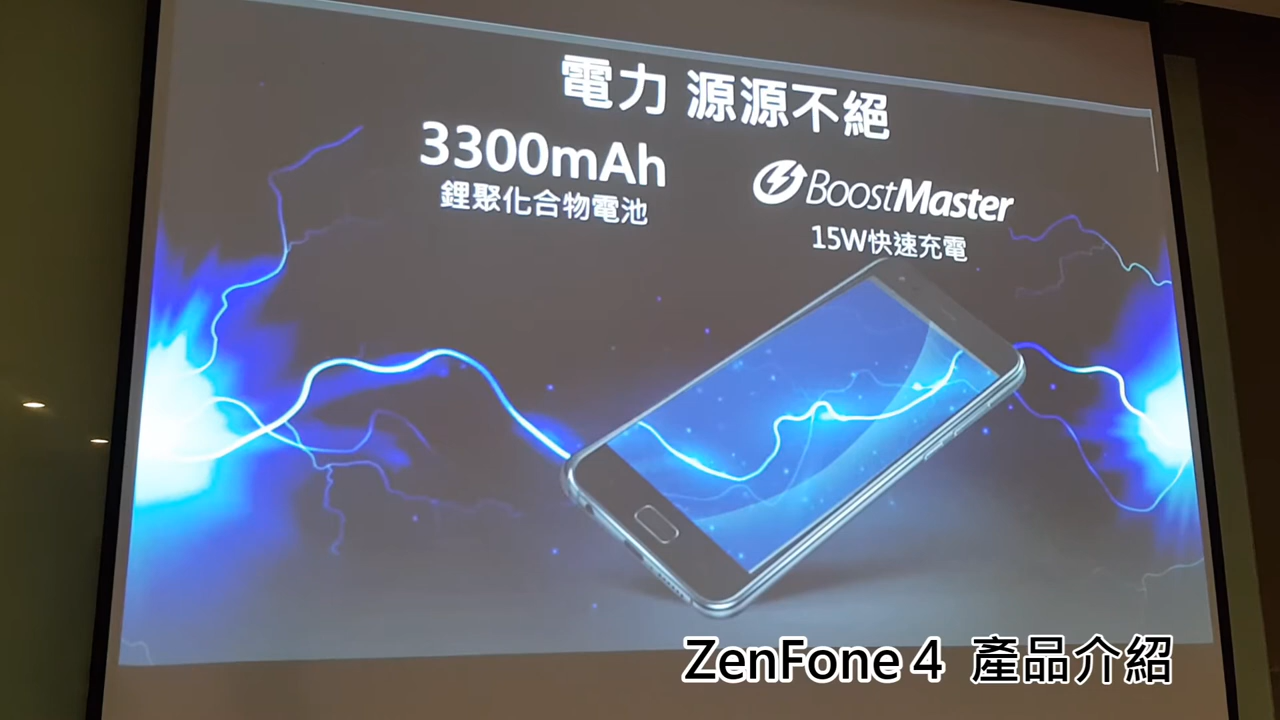 電力 源源不絕
3300mAh
鋰聚化合物電池
BoostMaster
15W快速充電
ZenFone 4 產品介紹